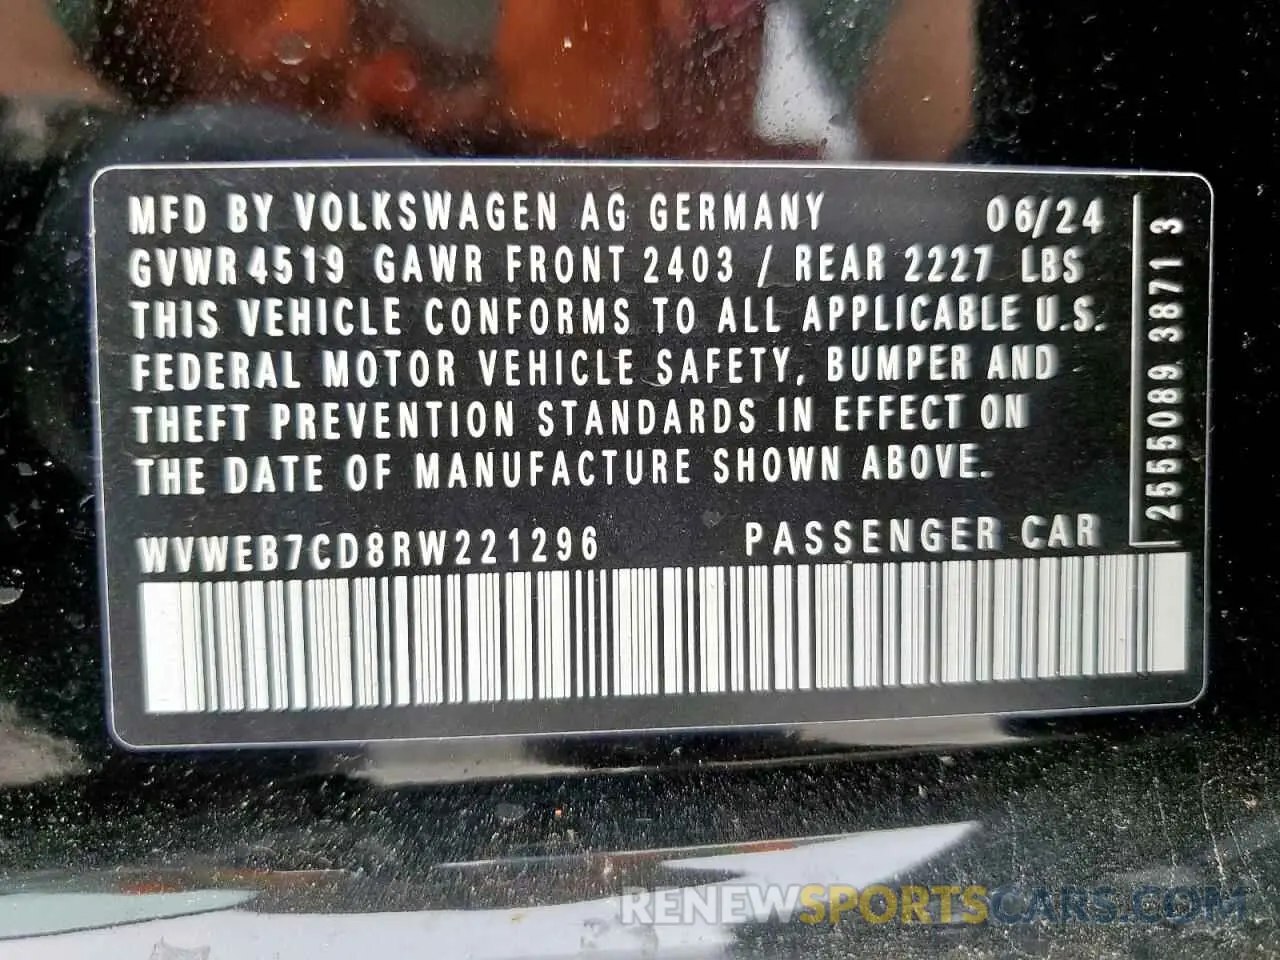 MFD BY VOLKSWAGEN AG GERMANY 06/24
GVWR 4519 GAWR FRONT 2403 / REAR 2227 LBS
THIS VEHICLE CONFORMS TO ALL APPLICABLE U.S.
FEDERAL MOTOR VEHICLE SAFETY, BUMPER AND
THEFT PREVENTION STANDARDS IN EFFECT ON
THE DATE OF MANUFACTURE SHOWN ABOVE.
WVWEB7CD8RW221296 PASSENGER CAR
2555089 3871 3
RENEWSPORTSCARS.COM